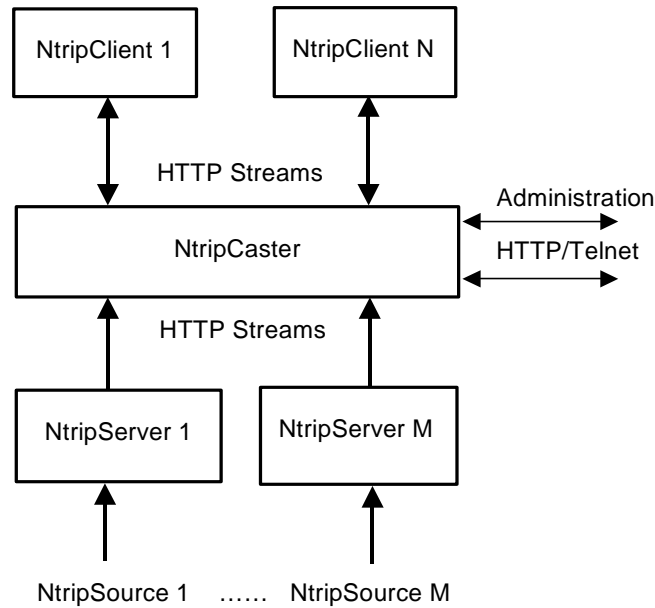 NtripClient 1
NtripClient N
HTTP Streams
Administration
NtripCaster
HTTP/Telnet
HTTP Streams
NtripServer 1
NtripServer M
NtripSource 1 ...... NtripSource M